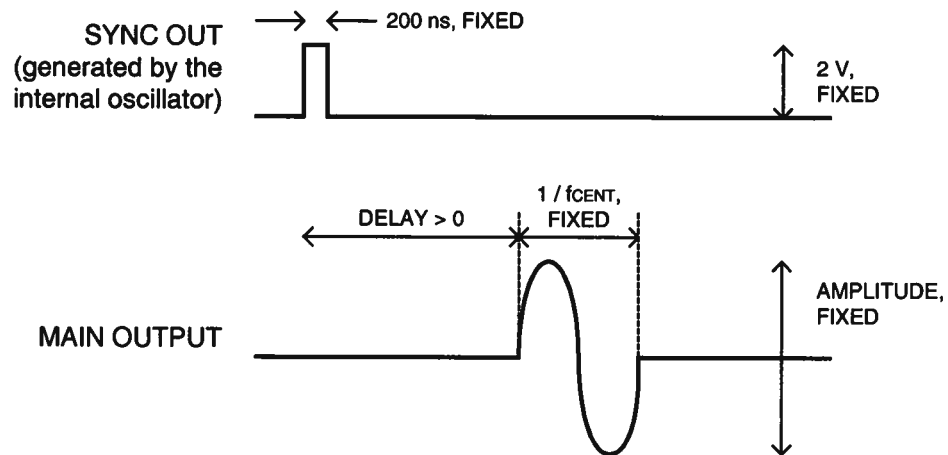 SYNC OUT
(generated by the
internal oscillator)
200 ns, FIXED
2 V,
FIXED
DELAY > 0
1 / fCENT,
FIXED
MAIN OUTPUT
AMPLITUDE,
FIXED